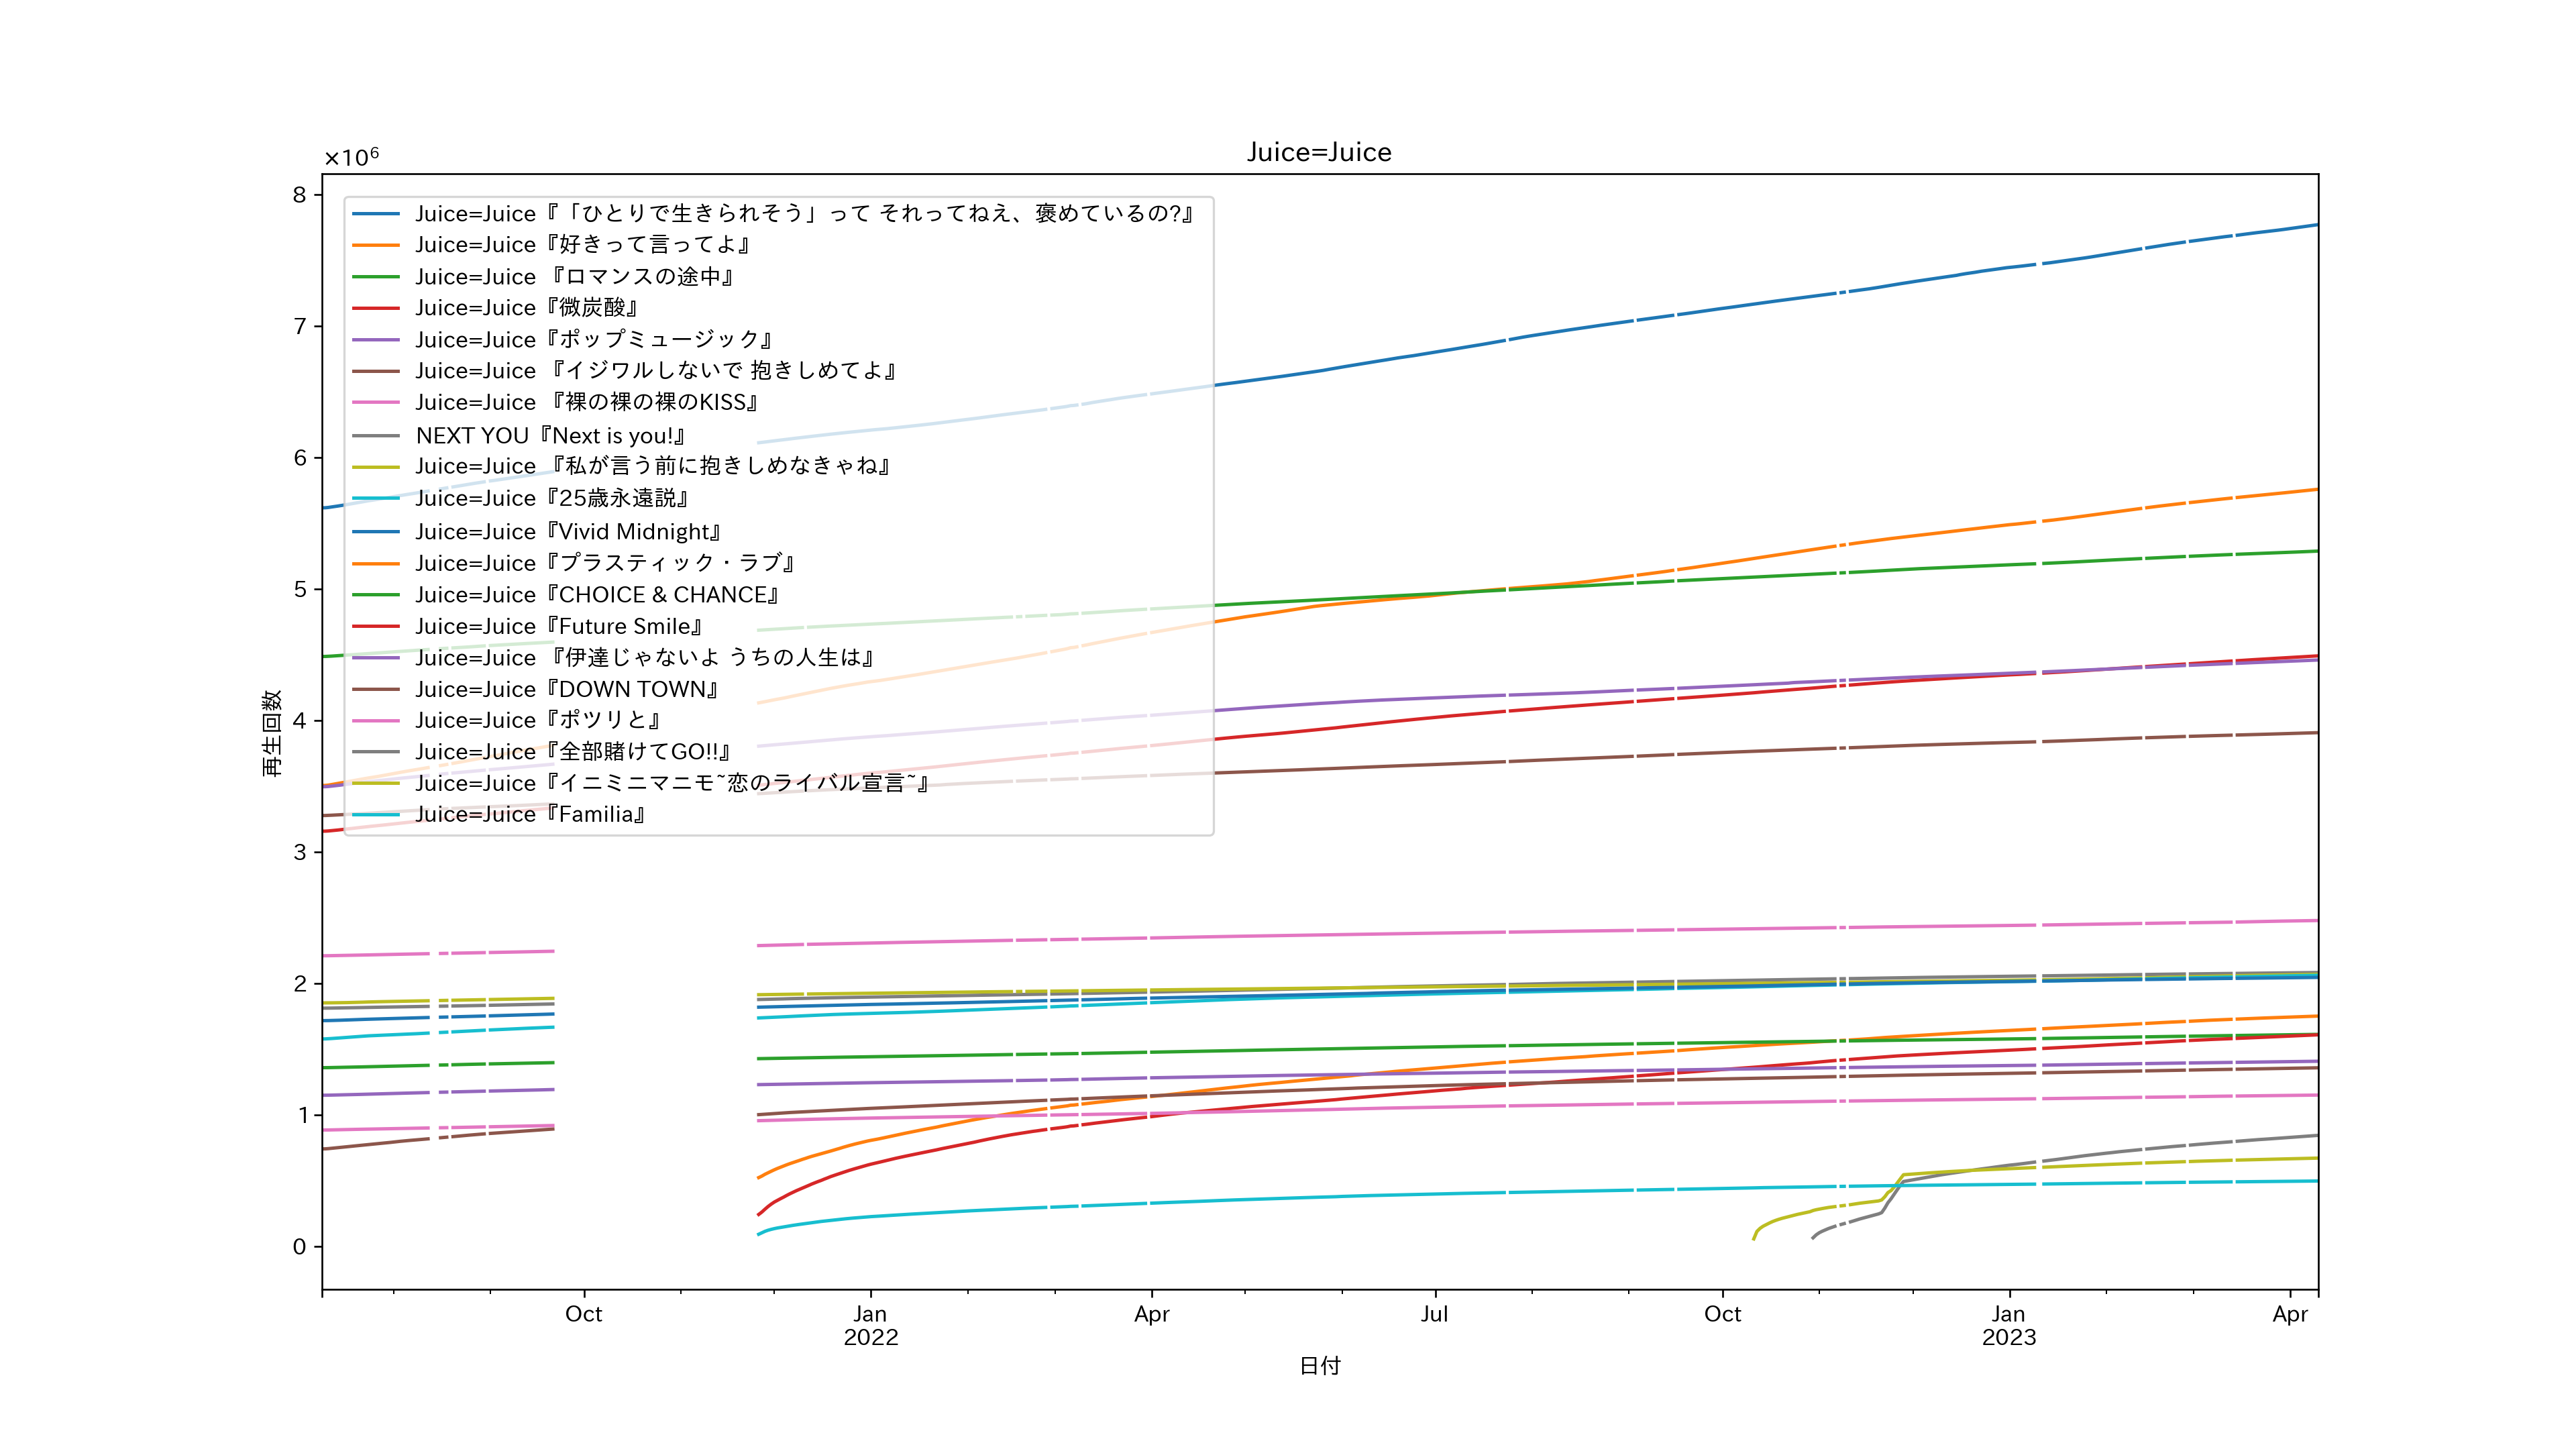 Juice=Juice
×10⁶
8
7
6
5
4
3
2
1
0
再生回数
Juice=Juice『「ひとりで生きられそう」って それってねえ、褒めているの?』
Juice=Juice『好きって言ってよ』
Juice=Juice 『ロマンスの途中』
Juice=Juice『微炭酸』
Juice=Juice『ポップミュージック』
Juice=Juice 『イジワルしないで 抱きしめてよ』
Juice=Juice 『裸の裸の裸のKISS』
NEXT YOU『Next is you!』
Juice=Juice 『私が言う前に抱きしめなきゃね』
Juice=Juice『25歳永遠説』
Juice=Juice『Vivid Midnight』
Juice=Juice『プラスティック・ラブ』
Juice=Juice『CHOICE & CHANCE』
Juice=Juice『Future Smile』
Juice=Juice 『伊達じゃないよ うちの人生は』
Juice=Juice『DOWN TOWN』
Juice=Juice『ポツリと』
Juice=Juice『全部賭けてGO!!』
Juice=Juice『イニミニマニモ~恋のライバル宣言~』
Juice=Juice『Familia』
Oct Jan Apr Jul Oct Jan Apr
2022 2023
日付